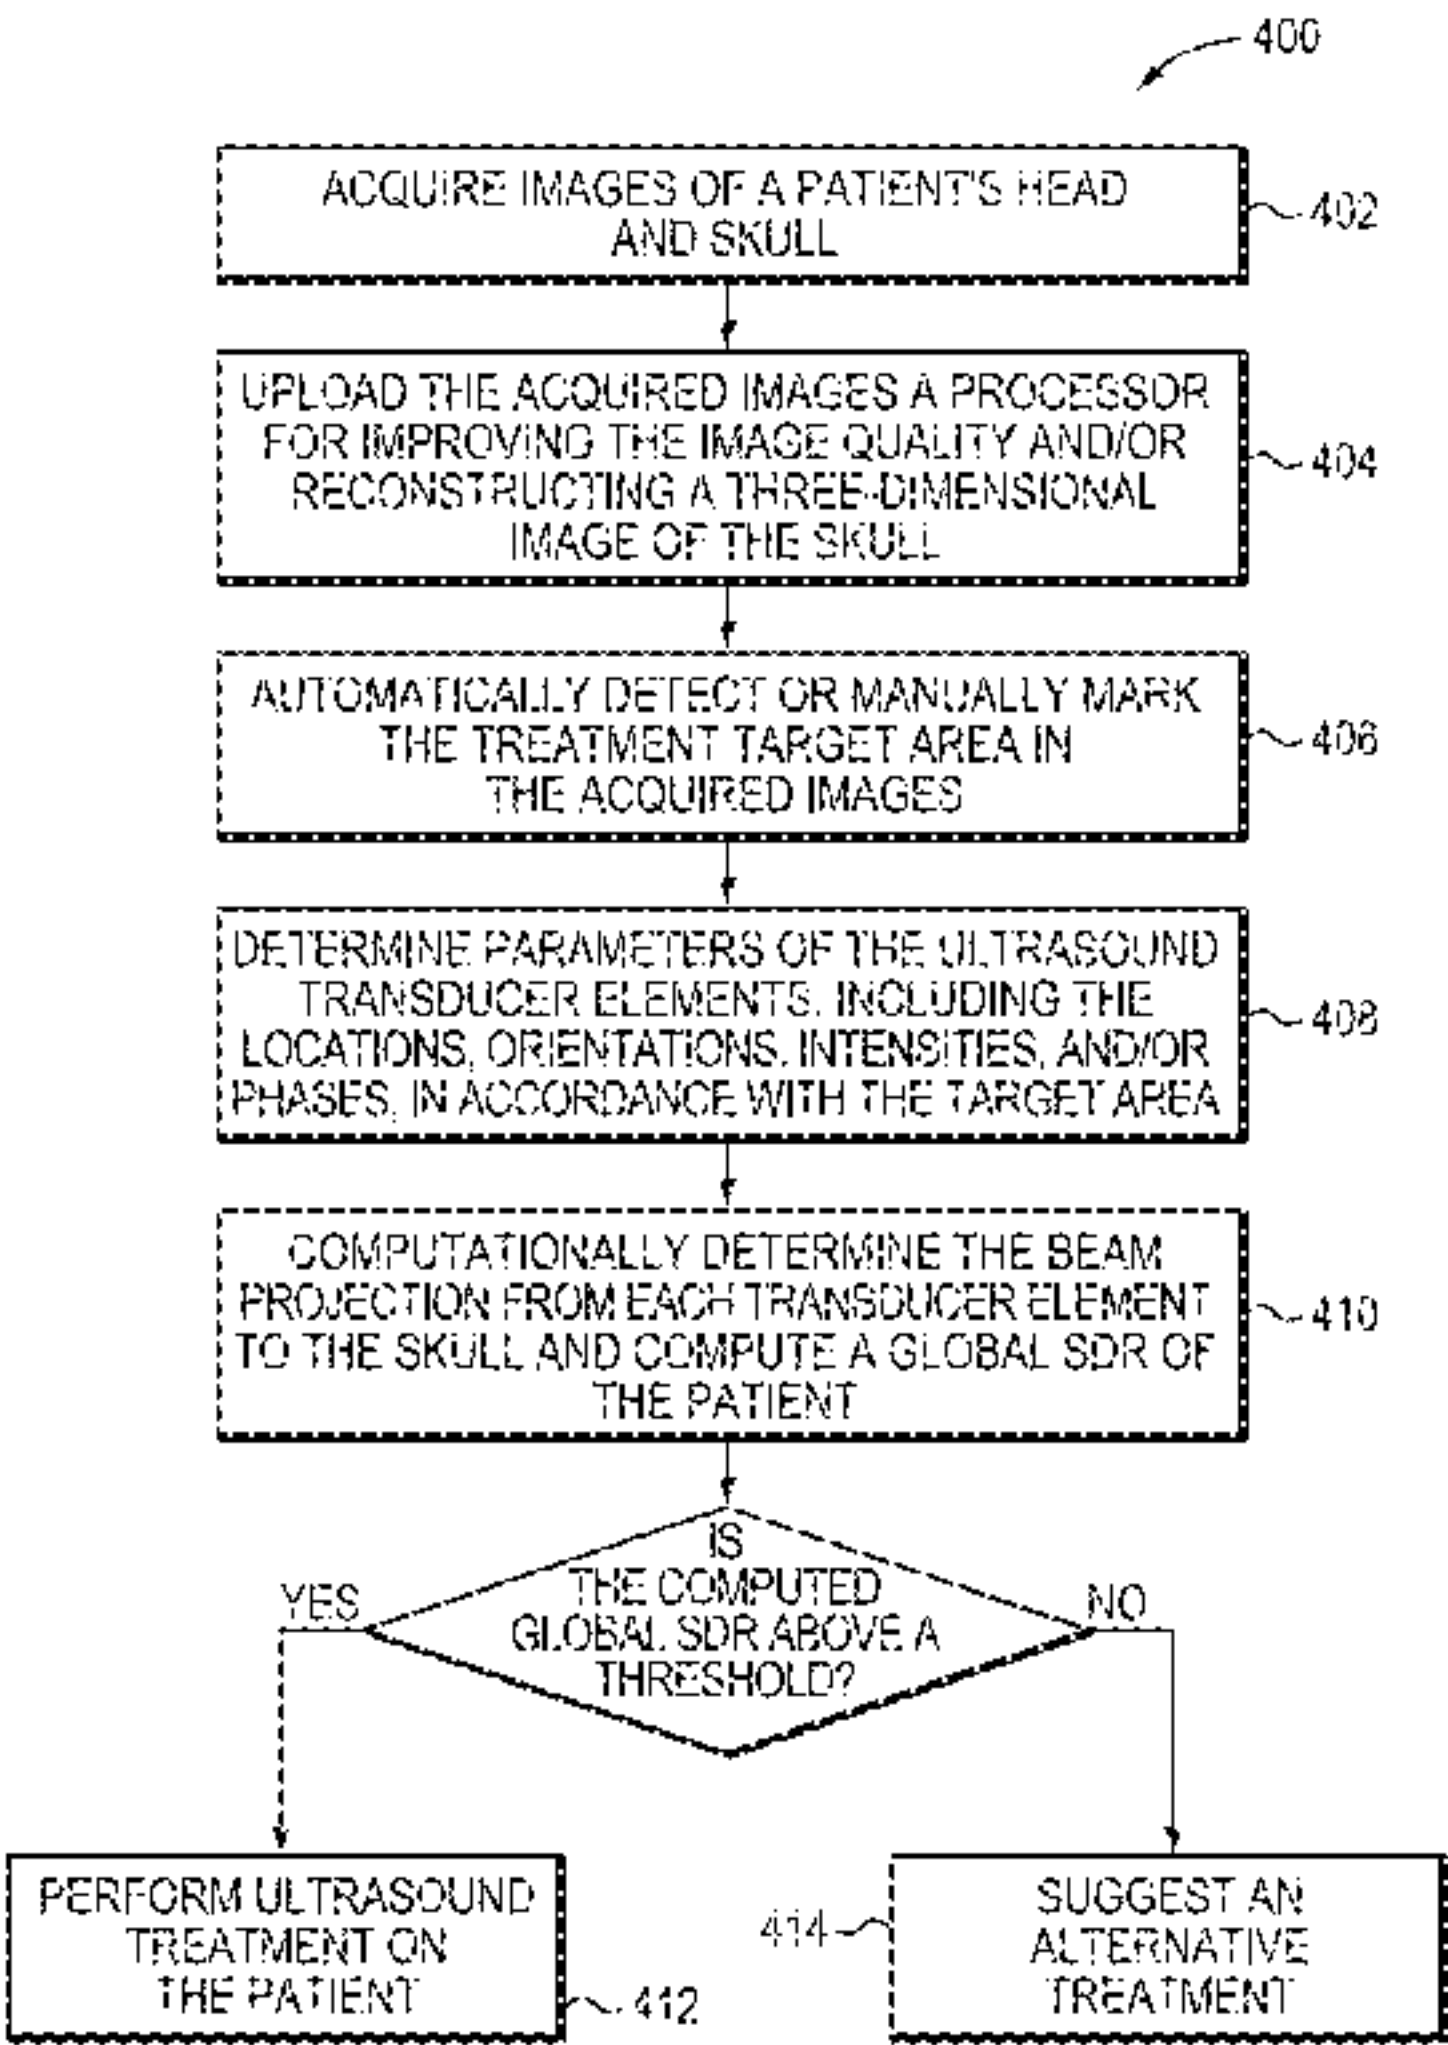 400
ACQUIRE IMAGES OF A PATIENT'S HEAD
AND SKULL
402
UPLOAD THE ACQUIRED IMAGES A PROCESSOR
FOR IMPROVING THE IMAGE QUALITY AND/OR
RECONSTRUCTING A THREE-DIMENSIONAL
IMAGE OF THE SKULL
404
AUTOMATICALLY DETECT OR MANUALLY MARK
THE TREATMENT TARGET AREA IN
THE ACQUIRED IMAGES
406
DETERMINE PARAMETERS OF THE ULTRASOUND
TRANSDUCER ELEMENTS, INCLUDING THE
LOCATIONS, ORIENTATIONS, INTENSITIES, AND/OR
PHASES, IN ACCORDANCE WITH THE TARGET AREA
408
COMPUTATIONALLY DETERMINE THE BEAM
PROJECTION FROM EACH TRANSDUCER ELEMENT
TO THE SKULL AND COMPUTE A GLOBAL SDR OF
THE PATIENT
410
IS
THE COMPUTED
GLOBAL SDR ABOVE A
THRESHOLD?
YES
NO
PERFORM ULTRASOUND
TREATMENT ON
THE PATIENT
412
414
SUGGEST AN
ALTERNATIVE
TREATMENT